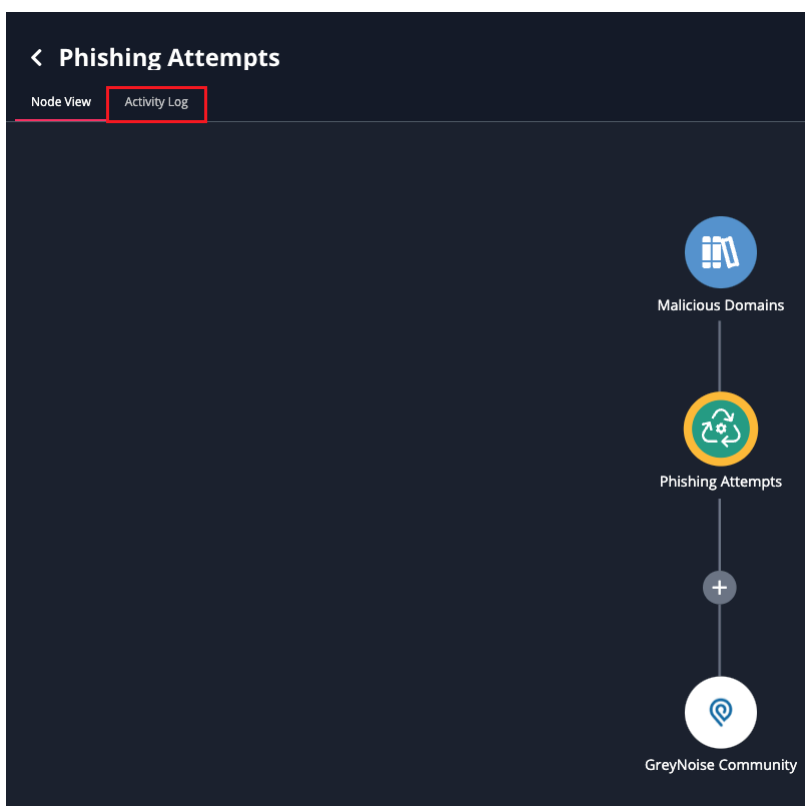 Phishing Attempts
Node View Activity Log
Malicious Domains
Phishing Attempts
GreyNoise Community